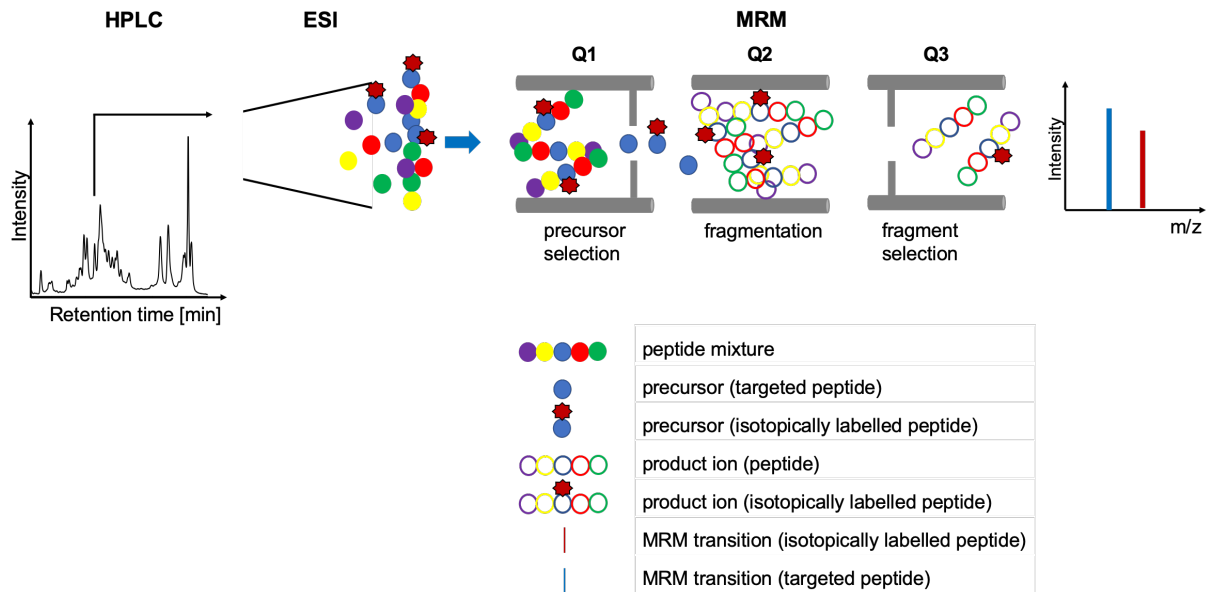 HPLC
ESI
MRM
Q1
Q2
Q3
Intensity
Retention time [min]
precursor
selection
fragmentation
fragment
selection
Intensity
m/z
peptide mixture
precursor (targeted peptide)
precursor (isotopically labelled peptide)
product ion (peptide)
product ion (isotopically labelled peptide)
MRM transition (isotopically labelled peptide)
MRM transition (targeted peptide)